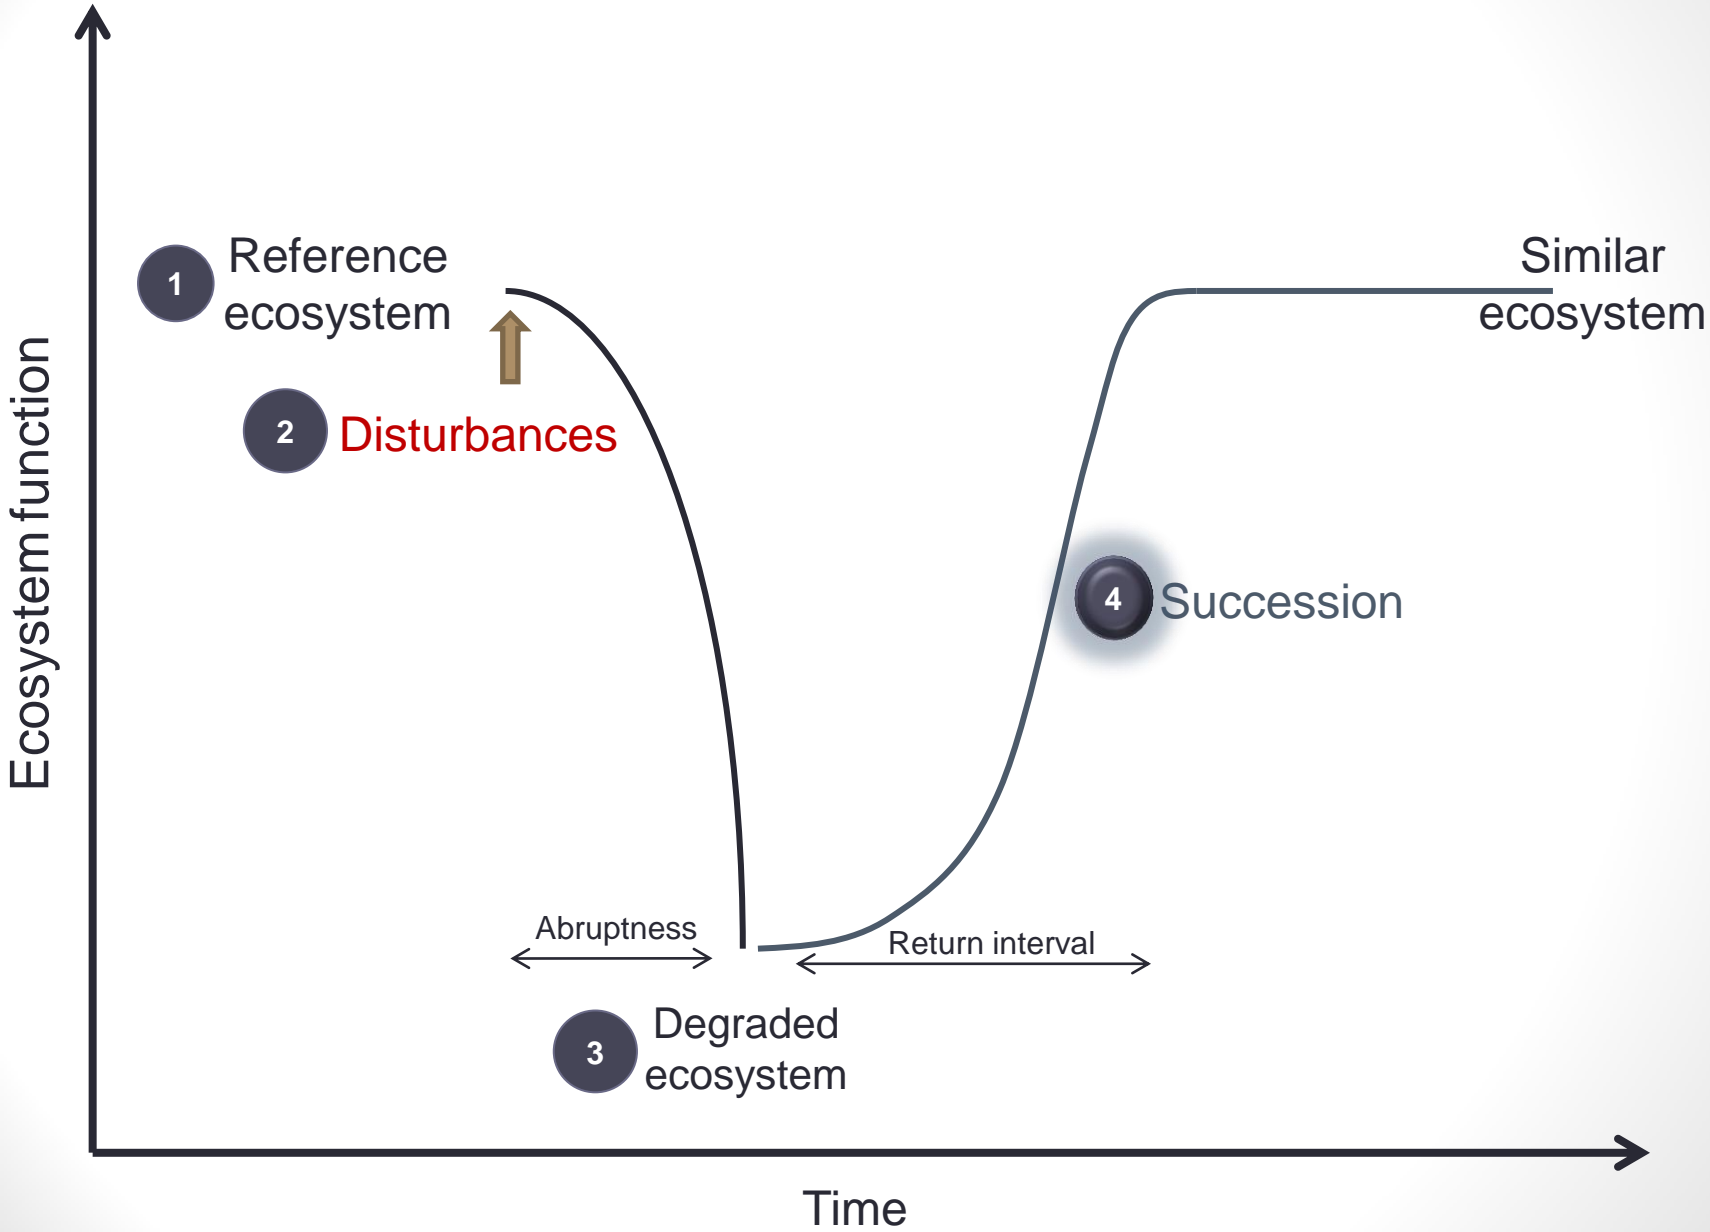 1
Reference
ecosystem
Similar
ecosystem
2
Disturbances
Ecosystem function
4
Succession
Abruptness
Return interval
3
Degraded
ecosystem
Time